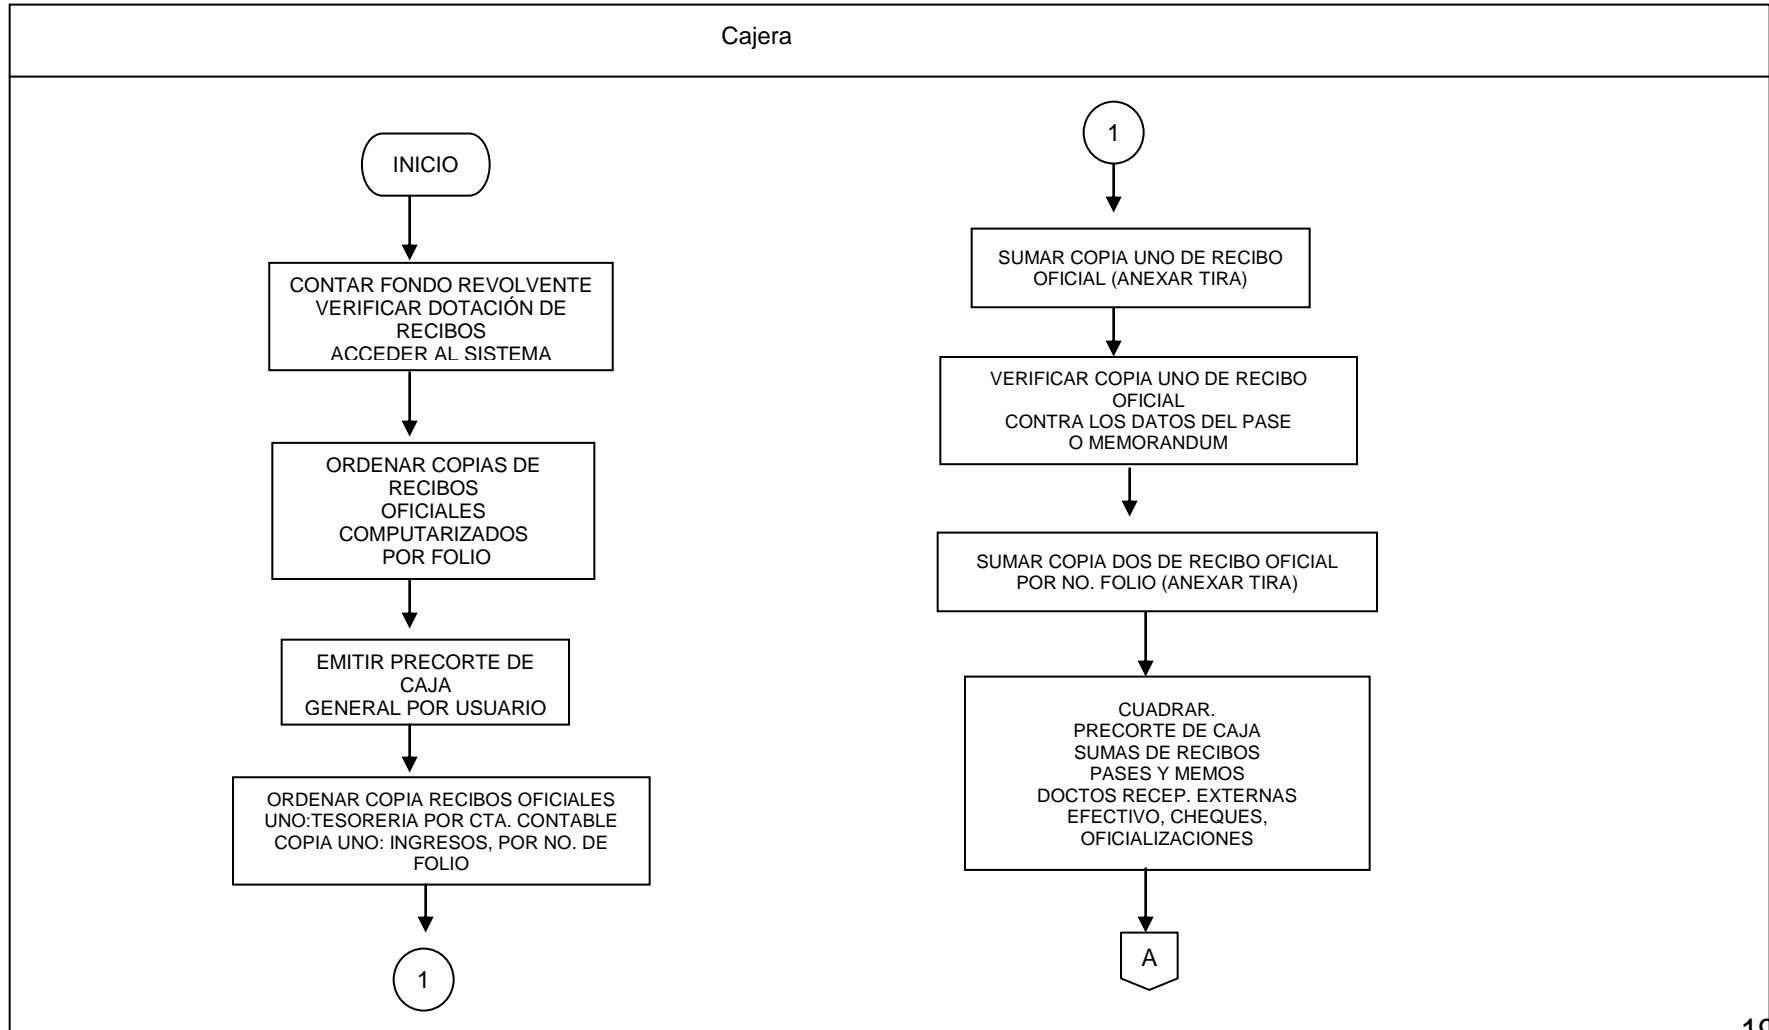 Cajera
INICIO
CONTAR FONDO REVOLVENTE
VERIFICAR DOTACIÓN DE
RECIBOS
ACCEDER AL SISTEMA
ORDENAR COPIAS DE
RECIBOS
OFICIALES
COMPUTARIZADOS
POR FOLIO
EMITIR PRECORTE DE
CAJA
GENERAL POR USUARIO
ORDENAR COPIA RECIBOS OFICIALES
UNO:TESORERIA POR CTA. CONTABLE
COPIA UNO: INGRESOS, POR NO. DE
FOLIO
1
1
SUMAR COPIA UNO DE RECIBO
OFICIAL (ANEXAR TIRA)
VERIFICAR COPIA UNO DE RECIBO
OFICIAL
CONTRA LOS DATOS DEL PASE
O MEMORANDUM
SUMAR COPIA DOS DE RECIBO OFICIAL
POR NO. FOLIO (ANEXAR TIRA)
CUADRAR.
PRECORTE DE CAJA
SUMAS DE RECIBOS
PASES Y MEMOS
DOCTOS RECEP. EXTERNAS
EFECTIVO, CHEQUES,
OFICIALIZACIONES
A